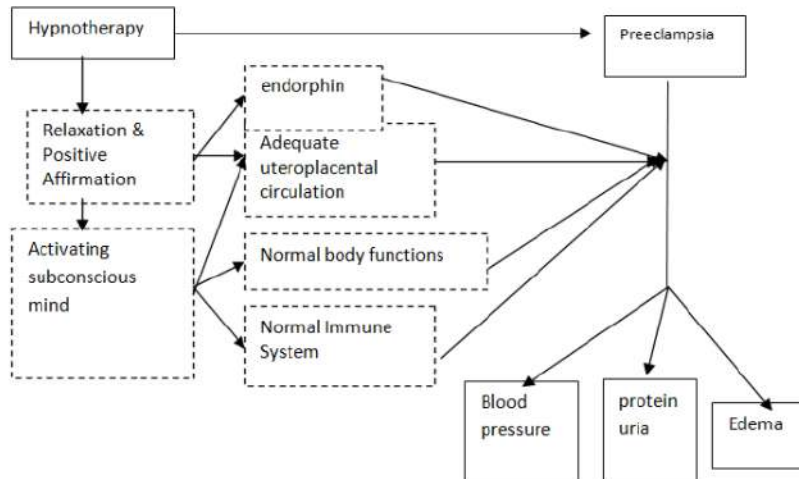 Hypnotherapy
Preeclampsia
endorphin
Relaxation &
Positive
Affirmation
Adequate
uteroplacental
circulation
Activating
subconscious
mind
Normal body functions
Normal Immune
System
Blood
pressure
protein
uria
Edema